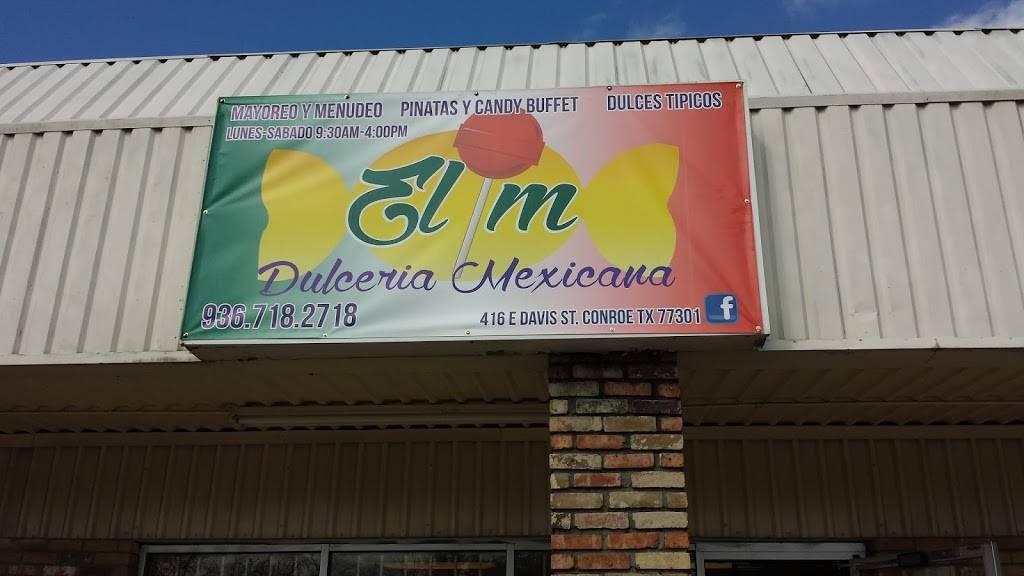 MAYOREO Y MENUDEO PINATAS Y CANDY BUFFET DULCES TIPICOS
LUNES-SABADO 9:30AM-4:00PM
Elim
Dulceria Mexicana
936.718.2718 416 E DAVIS ST. CONROE TX 77301 f